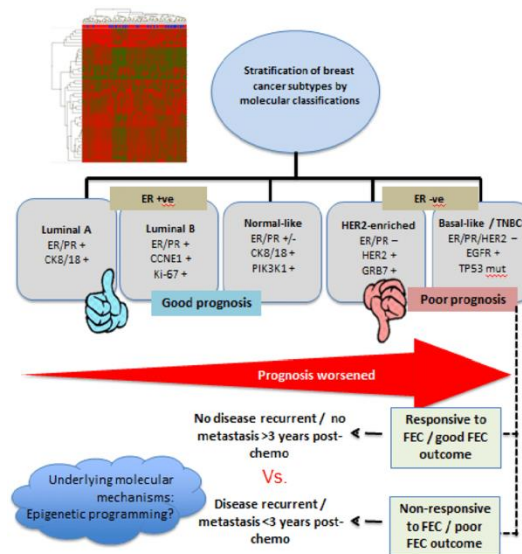 Stratification of breast
cancer subtypes by
molecular classifications
ER +ve
ER -ve
Luminal A
ER/PR +
CK8/18 +
Luminal B
ER/PR +
CCNE1 +
Ki-67 +
Normal-like
ER/PR +/-
CK8/18 +
PIK3K1 +
HER2-enriched
ER/PR –
HER2 +
GRB7 +
Basal-like / TNBC
ER/PR/HER2 –
EGFR +
TP53 mut
Good prognosis
Poor prognosis
Prognosis worsened
No disease recurrent / no
metastasis >3 years post-
chemo
Responsive to
FEC / good FEC
outcome
Vs.
Disease recurrent /
metastasis <3 years post-
chemo
Non-responsive
to FEC / poor
FEC outcome
Underlying molecular
mechanisms:
Epigenetic programming?